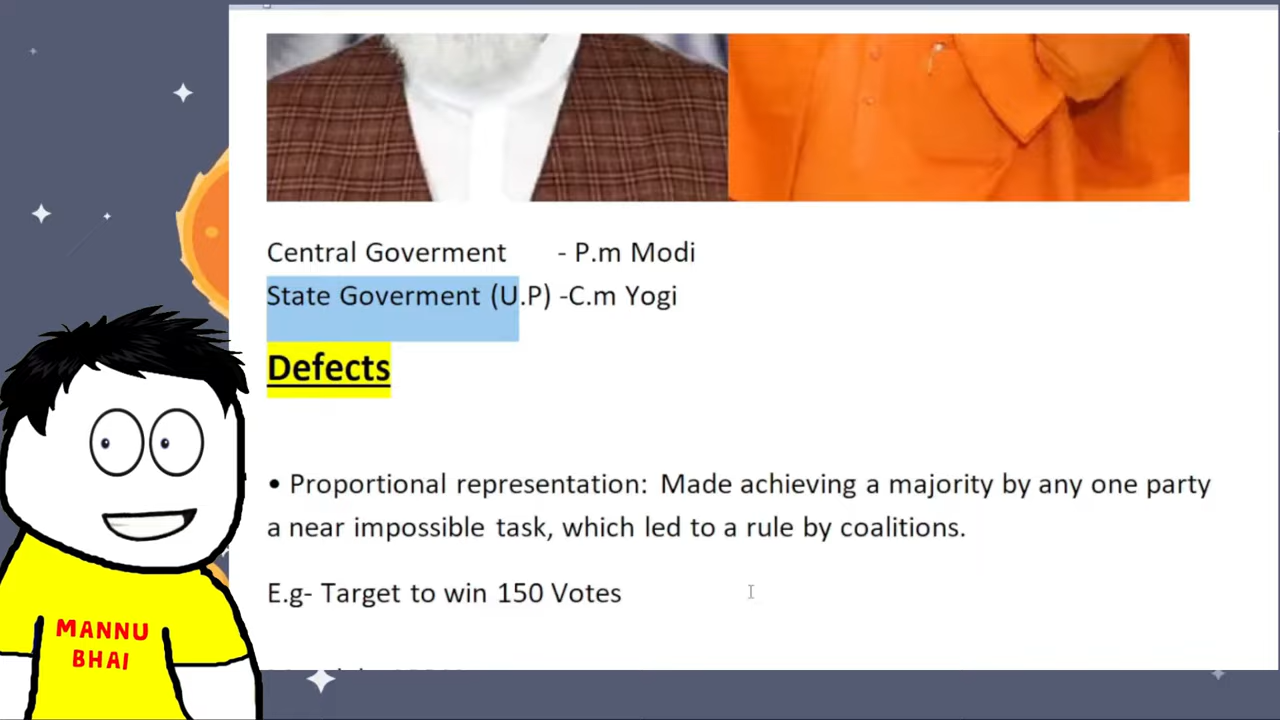 Central Goverment - P.m Modi
State Goverment (U.P) -C.m Yogi
Defects
• Proportional representation: Made achieving a majority by any one party
a near impossible task, which led to a rule by coalitions.
E.g- Target to win 150 Votes
MANNU
BHAI